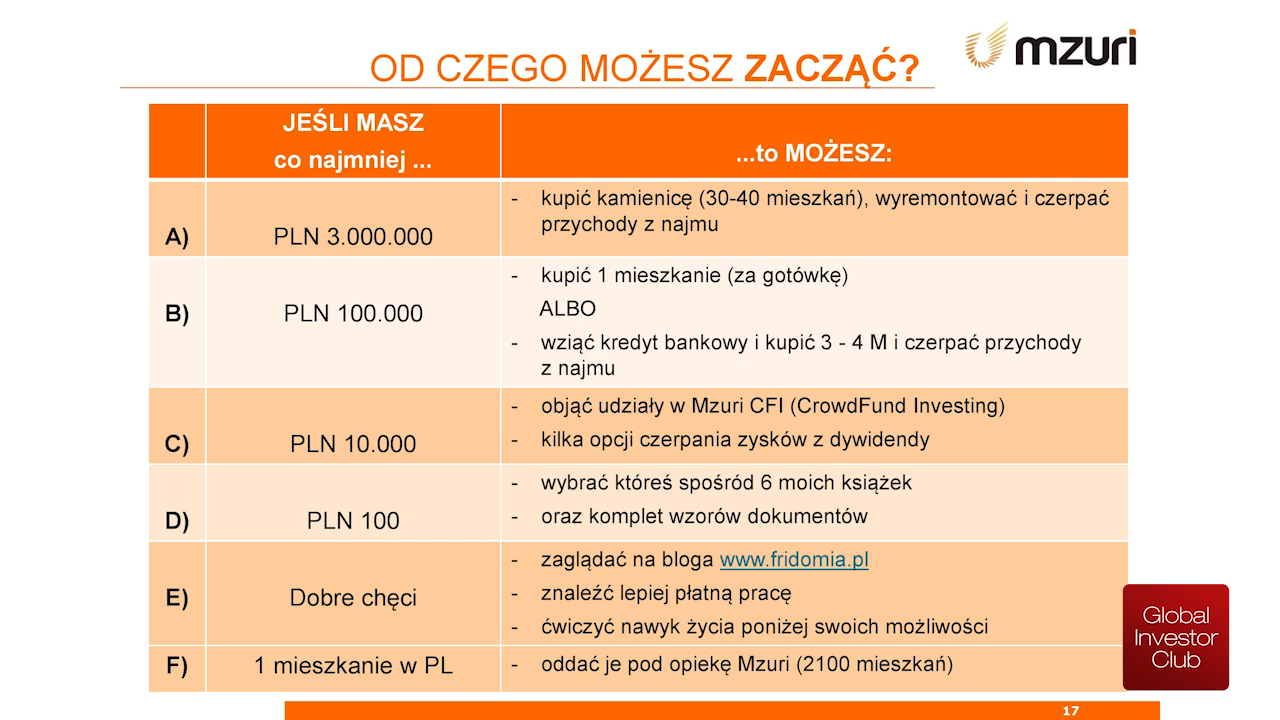 mzuri
OD CZEGO MOŻESZ ZACZĄĆ?
JEŚLI MASZ
co najmniej ...
...to MOŻESZ:
A)
PLN 3.000.000
- kupić kamienicę (30-40 mieszkań), wyremontować i czerpać
przychody z najmu
B)
PLN 100.000
- kupić 1 mieszkanie (za gotówkę)
ALBO
- wziąć kredyt bankowy i kupić 3 - 4 M i czerpać przychody
z najmu
C)
PLN 10.000
- objąć udziały w Mzuri CFI (CrowdFund Investing)
- kilka opcji czerpania zysków z dywidendy
D)
PLN 100
- wybrać któreś spośród 6 moich książek
- oraz komplet wzorów dokumentów
E)
Dobre chęci
- zaglądać na bloga www.fridomia.pl
- znaleźć lepiej płatną pracę
- ćwiczyć nawyk życia poniżej swoich możliwości
F)
1 mieszkanie w PL
- oddać je pod opiekę Mzuri (2100 mieszkań)
Global
Investor
Club
17